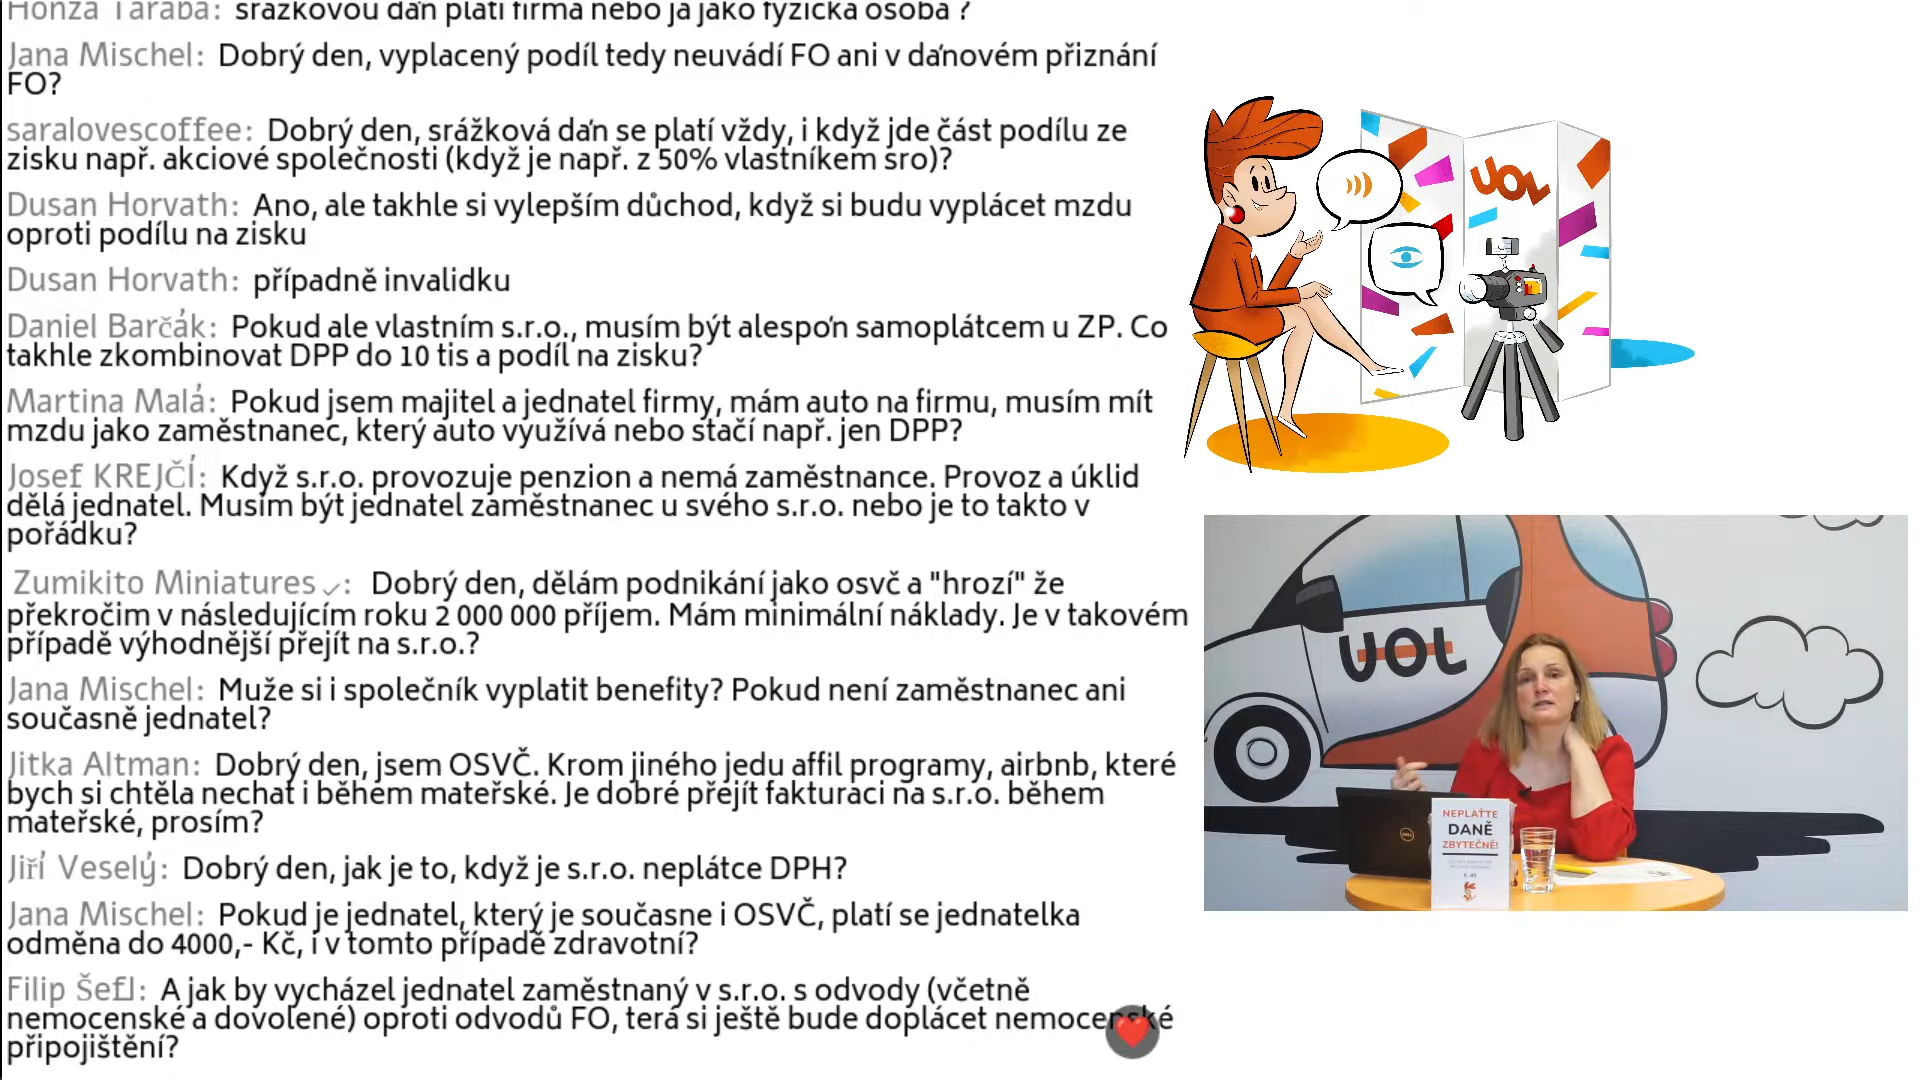 Honza Taraba: srážkovou daň platí firma nebo já jako fyzická osoba ?
Jana Mischel: Dobrý den, vyplacený podíl tedy neuvádí FO ani v daňovém přiznání
FO?
saralovescoffee: Dobrý den, srážková daň se platí vždy, i když jde část podílu ze
zisku např. akciové společnosti (když je např. z 50% vlastníkem sro)?
Dusan Horvath: Ano, ale takhle si vylepším důchod, když si budu vyplácet mzdu
oproti podílu na zisku
Dusan Horvath: případně invalidku
Daniel Barčák: Pokud ale vlastním s.r.o., musím být alespoň samoplátcem u ZP. Co
takhle zkombinovat DPP do 10 tis a podíl na zisku?
Martina Malá: Pokud jsem majitel a jednatel firmy, mám auto na firmu, musím mít
mzdu jako zaměstnanec, který auto využívá nebo stačí např. jen DPP?
Josef KREJČÍ: Když s.r.o. provozuje penzion a nemá zaměstnance. Provoz a úklid
dělá jednatel. Musím být jednatel zaměstnanec u svého s.r.o. nebo je to takto v
pořádku?
Zumikito Miniatures ✓: Dobrý den, dělám podnikání jako osvč a "hrozí" že
překročim v následujícím roku 2 000 000 příjem. Mám minimální náklady. Je v takovém
případě výhodnější přejít na s.r.o.?
Jana Mischel: Muže si i společník vyplatit benefity? Pokud není zaměstnanec ani
současně jednatel?
Jitka Altman: Dobrý den, jsem OSVČ. Krom jiného jedu affil programy, airbnb, které
bych si chtěla nechat i během mateřské. Je dobré přejít fakturaci na s.r.o. během
mateřské, prosím?
Jiří Veselý: Dobrý den, jak je to, když je s.r.o. neplátce DPH?
Jana Mischel: Pokud je jednatel, který je současne i OSVČ, platí se jednatelka
odměna do 4000,- Kč, i v tomto případě zdravotní?
Filip Šefl: A jak by vycházel jednatel zaměstnaný v s.r.o. s odvody (včetně
nemocenské a dovolené) oproti odvodů FO, terá si ještě bude doplácet nemocenské
připojištění?
UOL
UOL
DELL
NEPLAŤTE
DANĚ
ZBYTEČNĚ!